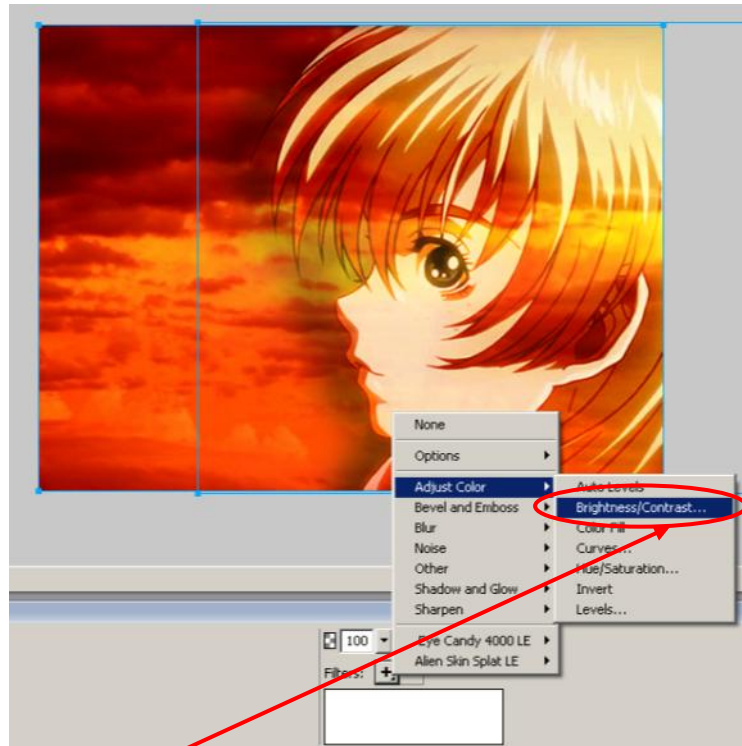 None
Options
Adjust Color
Bevel and Emboss
Blur
Noise
Other
Shadow and Glow
Sharpen
Eye Candy 4000 LE
Alien Skin Splat LE
Auto Levels
Brightness/Contrast...
Color Fill
Curves...
Hue/Saturation...
Invert
Levels...
100
Filters: